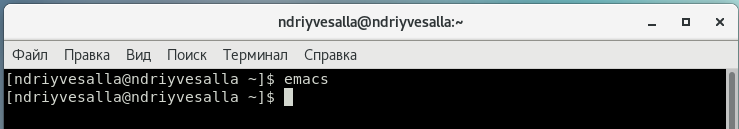 ndriyvesalla@ndriyvesalla:~
Файл Правка Вид Поиск Терминал Справка
[ndriyvesalla@ndriyvesalla ~]$ emacs
[ndriyvesalla@ndriyvesalla ~]$